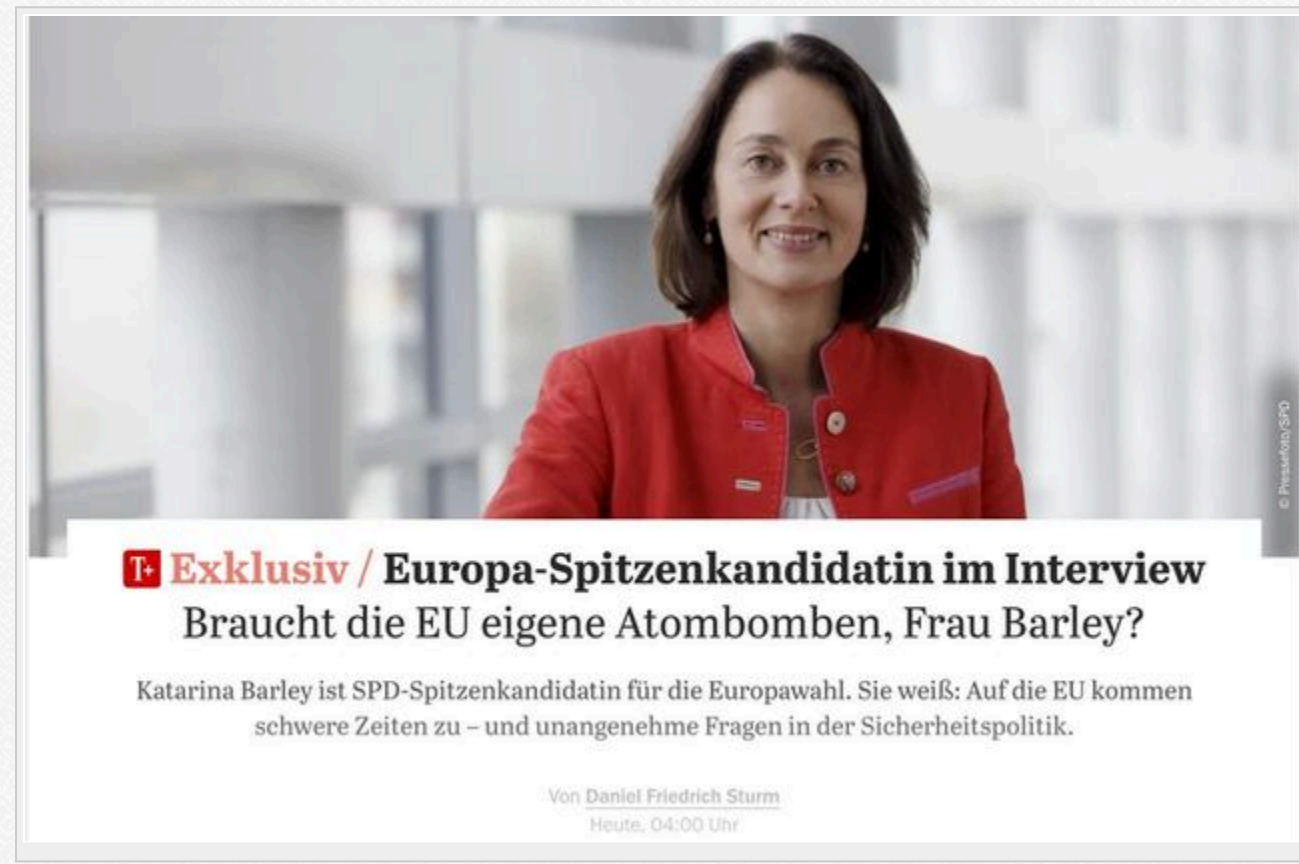 © Pressefoto/SPD
T+ Exklusiv / Europa-Spitzenkandidatin im Interview
Braucht die EU eigene Atombomben, Frau Barley?
Katarina Barley ist SPD-Spitzenkandidatin für die Europawahl. Sie weiß: Auf die EU kommen
schwere Zeiten zu – und unangenehme Fragen in der Sicherheitspolitik.
Von Daniel Friedrich Sturm
Heute, 04:00 Uhr